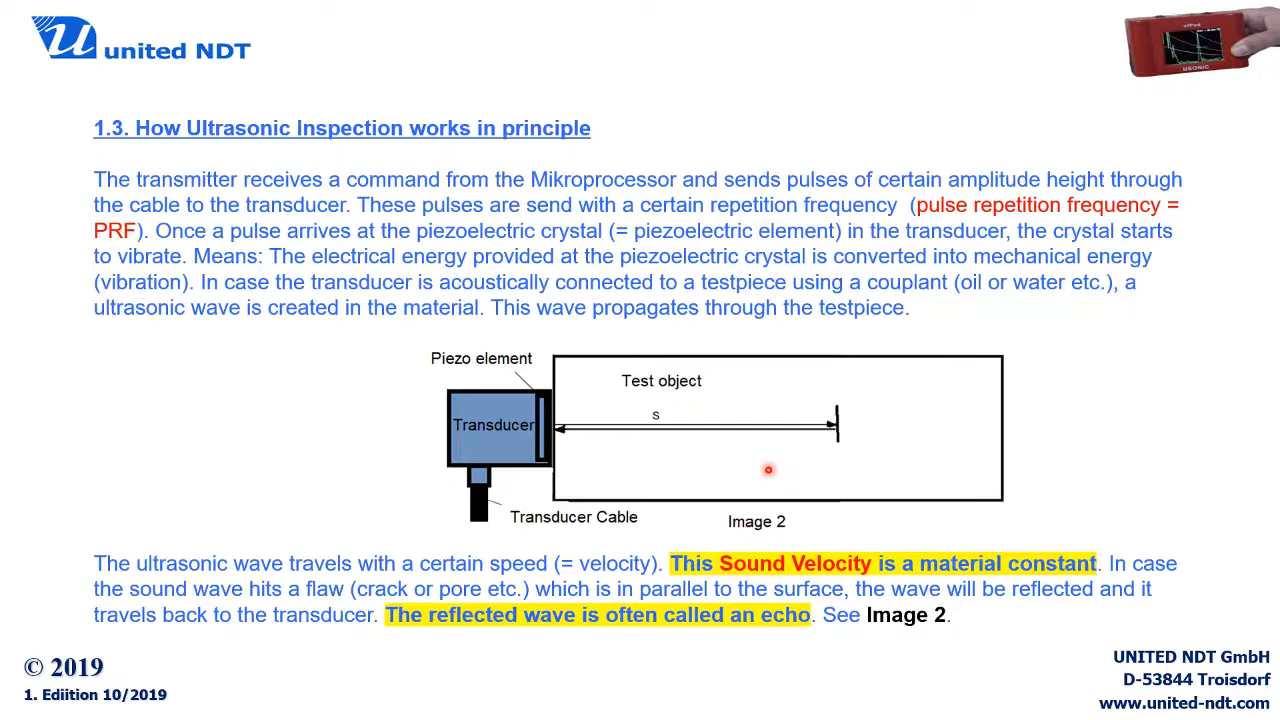 united NDT
utPod
USONIC
1.3. How Ultrasonic Inspection works in principle
The transmitter receives a command from the Mikroprocessor and sends pulses of certain amplitude height through
the cable to the transducer. These pulses are send with a certain repetition frequency (pulse repetition frequency =
PRF). Once a pulse arrives at the piezoelectric crystal (= piezoelectric element) in the transducer, the crystal starts
to vibrate. Means: The electrical energy provided at the piezoelectric crystal is converted into mechanical energy
(vibration). In case the transducer is acoustically connected to a testpiece using a couplant (oil or water etc.), a
ultrasonic wave is created in the material. This wave propagates through the testpiece.
Piezo element
Test object
s
Transducer
Transducer Cable
Image 2
The ultrasonic wave travels with a certain speed (= velocity). This Sound Velocity is a material constant. In case
the sound wave hits a flaw (crack or pore etc.) which is in parallel to the surface, the wave will be reflected and it
travels back to the transducer. The reflected wave is often called an echo. See Image 2.
© 2019
1. Ediition 10/2019
UNITED NDT GmbH
D-53844 Troisdorf
www.united-ndt.com